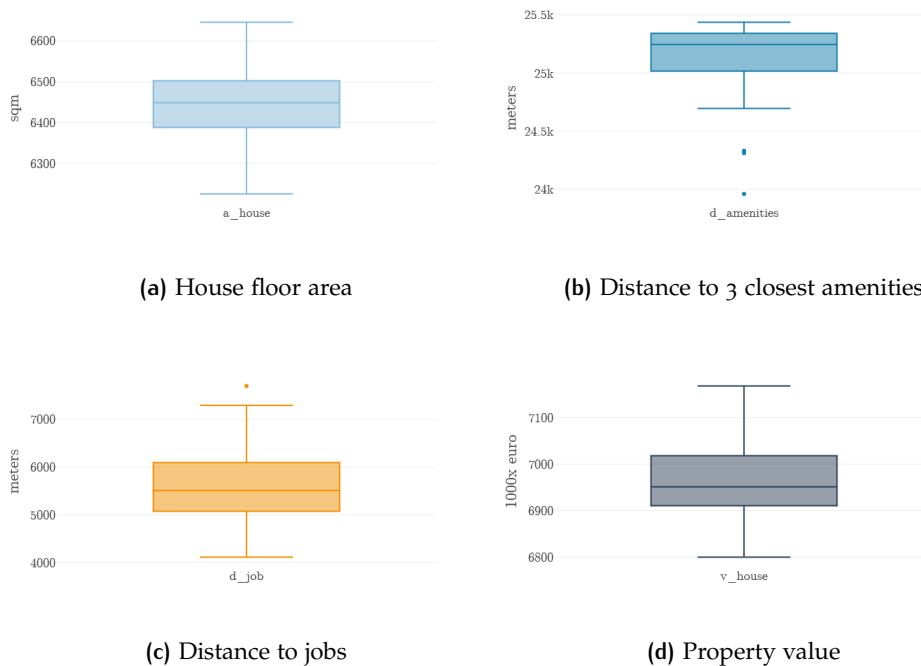 6600
6500
6400
6300
sqm
a_house
(a) House floor area
25.5k
25k
24.5k
24k
meters
d_amenities
(b) Distance to 3 closest amenities
7000
6000
5000
4000
meters
d_job
(c) Distance to jobs
7100
7000
6900
6800
1000x euro
v_house
(d) Property value